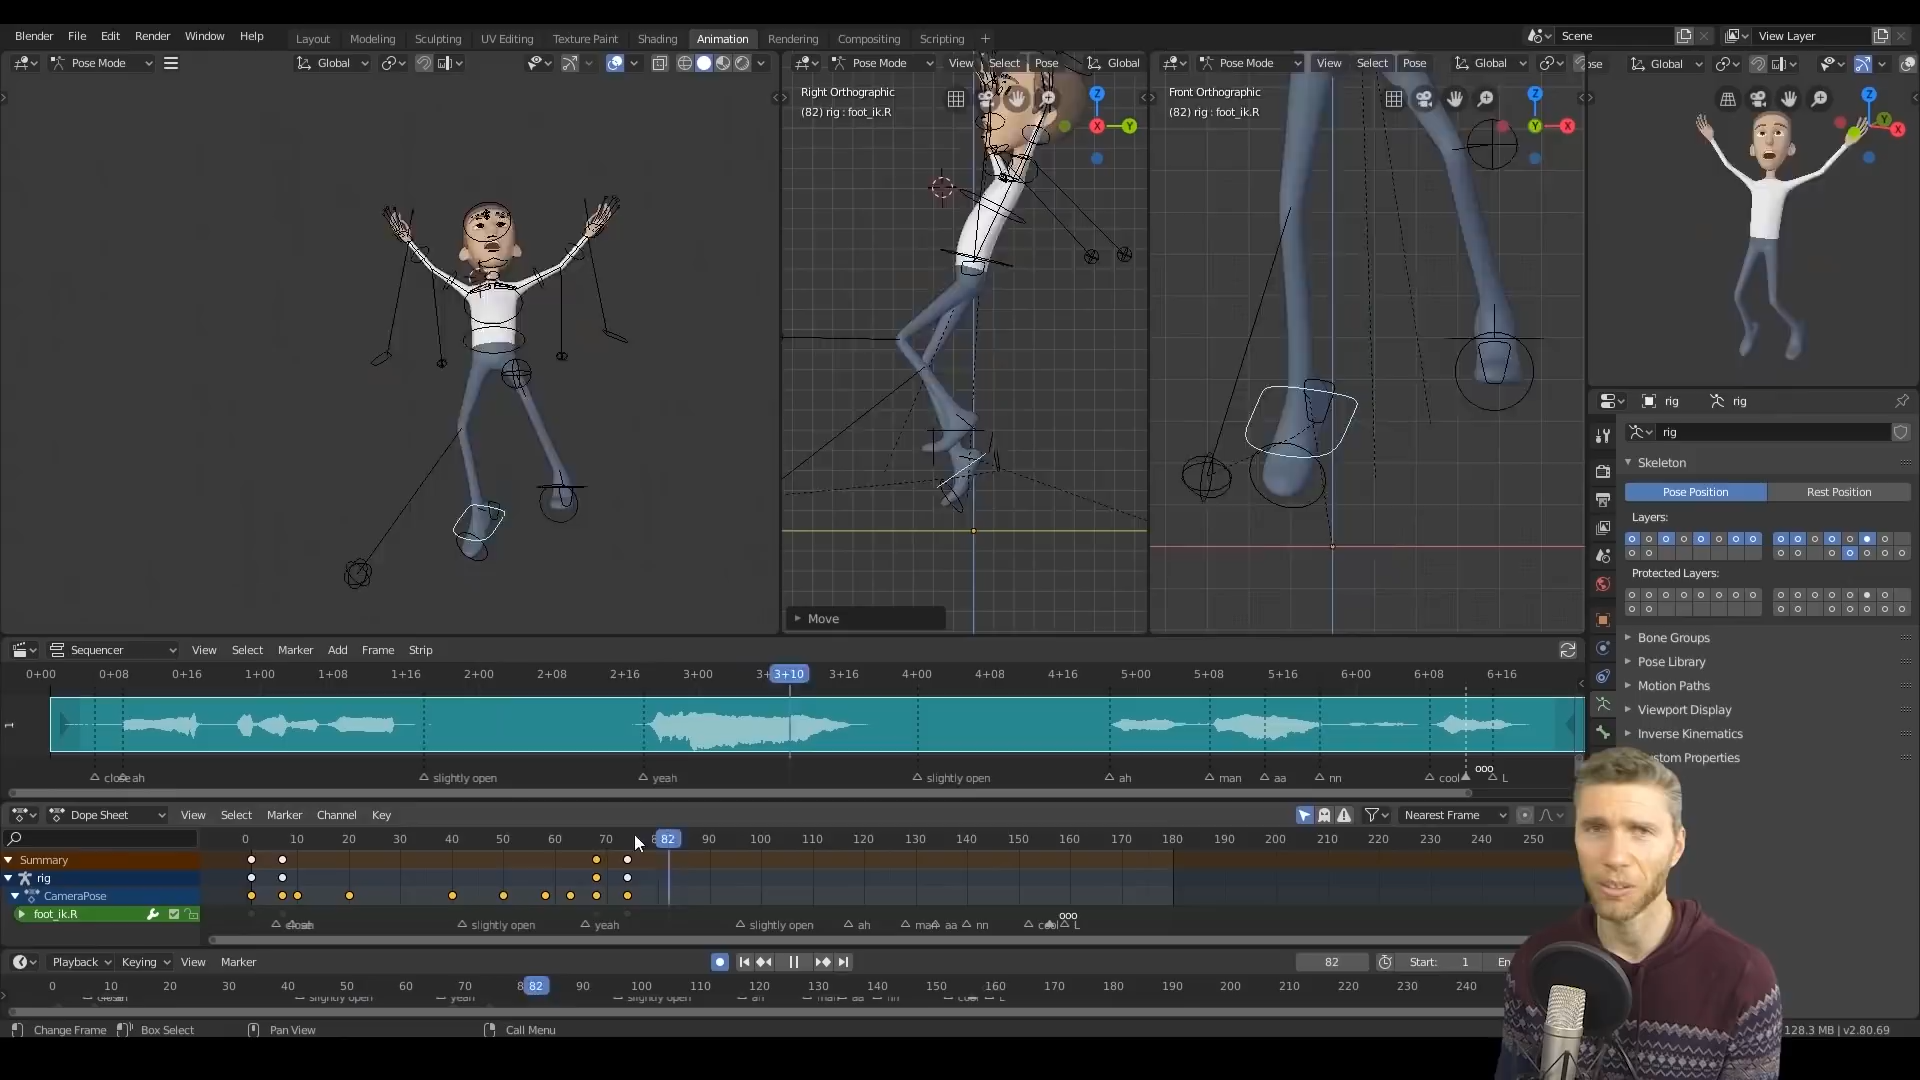 Blender File Edit Render Window Help
Layout Modeling Sculpting UV Editing Texture Paint Shading Animation Rendering Compositing Scripting +
Scene View Layer
Pose Mode Global
Pose Mode View Select Pose Global
Pose Mode View Select Pose Global
ose Global
Right Orthographic
(82) rig : foot_ik.R
Front Orthographic
(82) rig : foot_ik.R
Z
X
Y
Z
Y
X
Z
Y
X
Move
rig rig
rig
Skeleton
Pose Position Rest Position
Layers:
Protected Layers:
Bone Groups
Pose Library
Motion Paths
Viewport Display
Inverse Kinematics
stom Properties
Sequencer View Select Marker Add Frame Strip
0+00 0+08 0+16 1+00 1+08 1+16 2+00 2+08 2+16 3+00 3+10 3+16 4+00 4+08 4+16 5+00 5+08 5+16 6+00 6+08 6+16
1
slightly open yeah slightly open ah man aa nn cool ooo L
Dope Sheet View Select Marker Channel Key Nearest Frame
0 10 20 30 40 50 60 70 82 90 100 110 120 130 140 150 160 170 180 190 200 210 220 230 240 250
Summary
rig
CameraPose
foot_ik.R
slightly open yeah slightly open ah aa nn ooo L
Playback Keying View Marker 82 Start: 1 En
0 10 20 30 40 50 60 70 82 90 100 110 120 130 140 150 160 170 180 190 200 210 220 230 240
Change Frame Box Select Pan View Call Menu 128.3 MB | v2.80.69